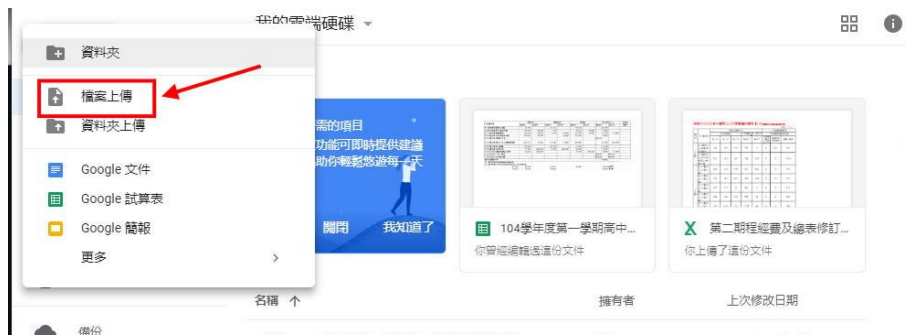 我的雲端硬碟
資料夾
檔案上傳
資料夾上傳
Google 文件
Google 試算表
Google 簡報
更多
需的項目
功能可即時提供建議
助你輕鬆悠遊每一天
關閉 我知道了
104學年度第一學期高中...
你曾經編輯過這份文件
第二期程經費及總表修訂...
你上傳了這份文件
名稱 擁有者 上次修改日期
備份